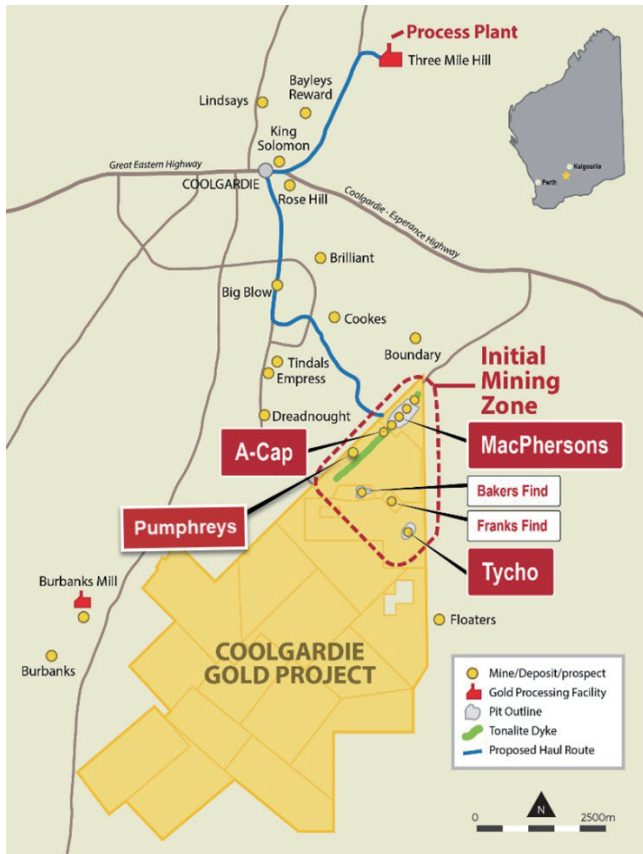 Process Plant
Three Mile Hill
Bayleys
Reward
Lindsays
King
Solomon
Great Eastern Highway
COOLGARDIE
Rose Hill
Coolgardie - Esperance Highway
Kalgoorlie
Perth
Brilliant
Big Blow
Cookes
Boundary
Tindals
Empress
Initial
Mining
Zone
Dreadnought
A-Cap
MacPhersons
Pumphreys
Bakers Find
Franks Find
Tycho
Burbanks Mill
Burbanks
Floaters
COOLGARDIE
GOLD PROJECT
Mine/Deposit/prospect
Gold Processing Facility
Pit Outline
Tonalite Dyke
Proposed Haul Route
N
0 2500m